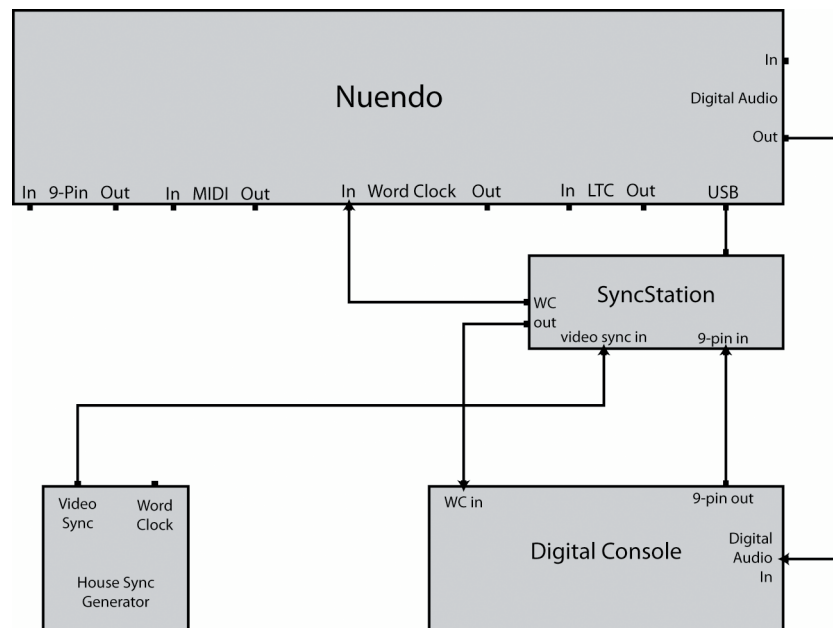 In
Nuendo
Digital Audio
Out
In 9-Pin Out In MIDI Out In Word Clock Out In LTC Out USB
SyncStation
WC
out
video sync in 9-pin in
Video
Sync
Word
Clock
House Sync
Generator
WC in
9-pin out
Digital Console
Digital
Audio
In